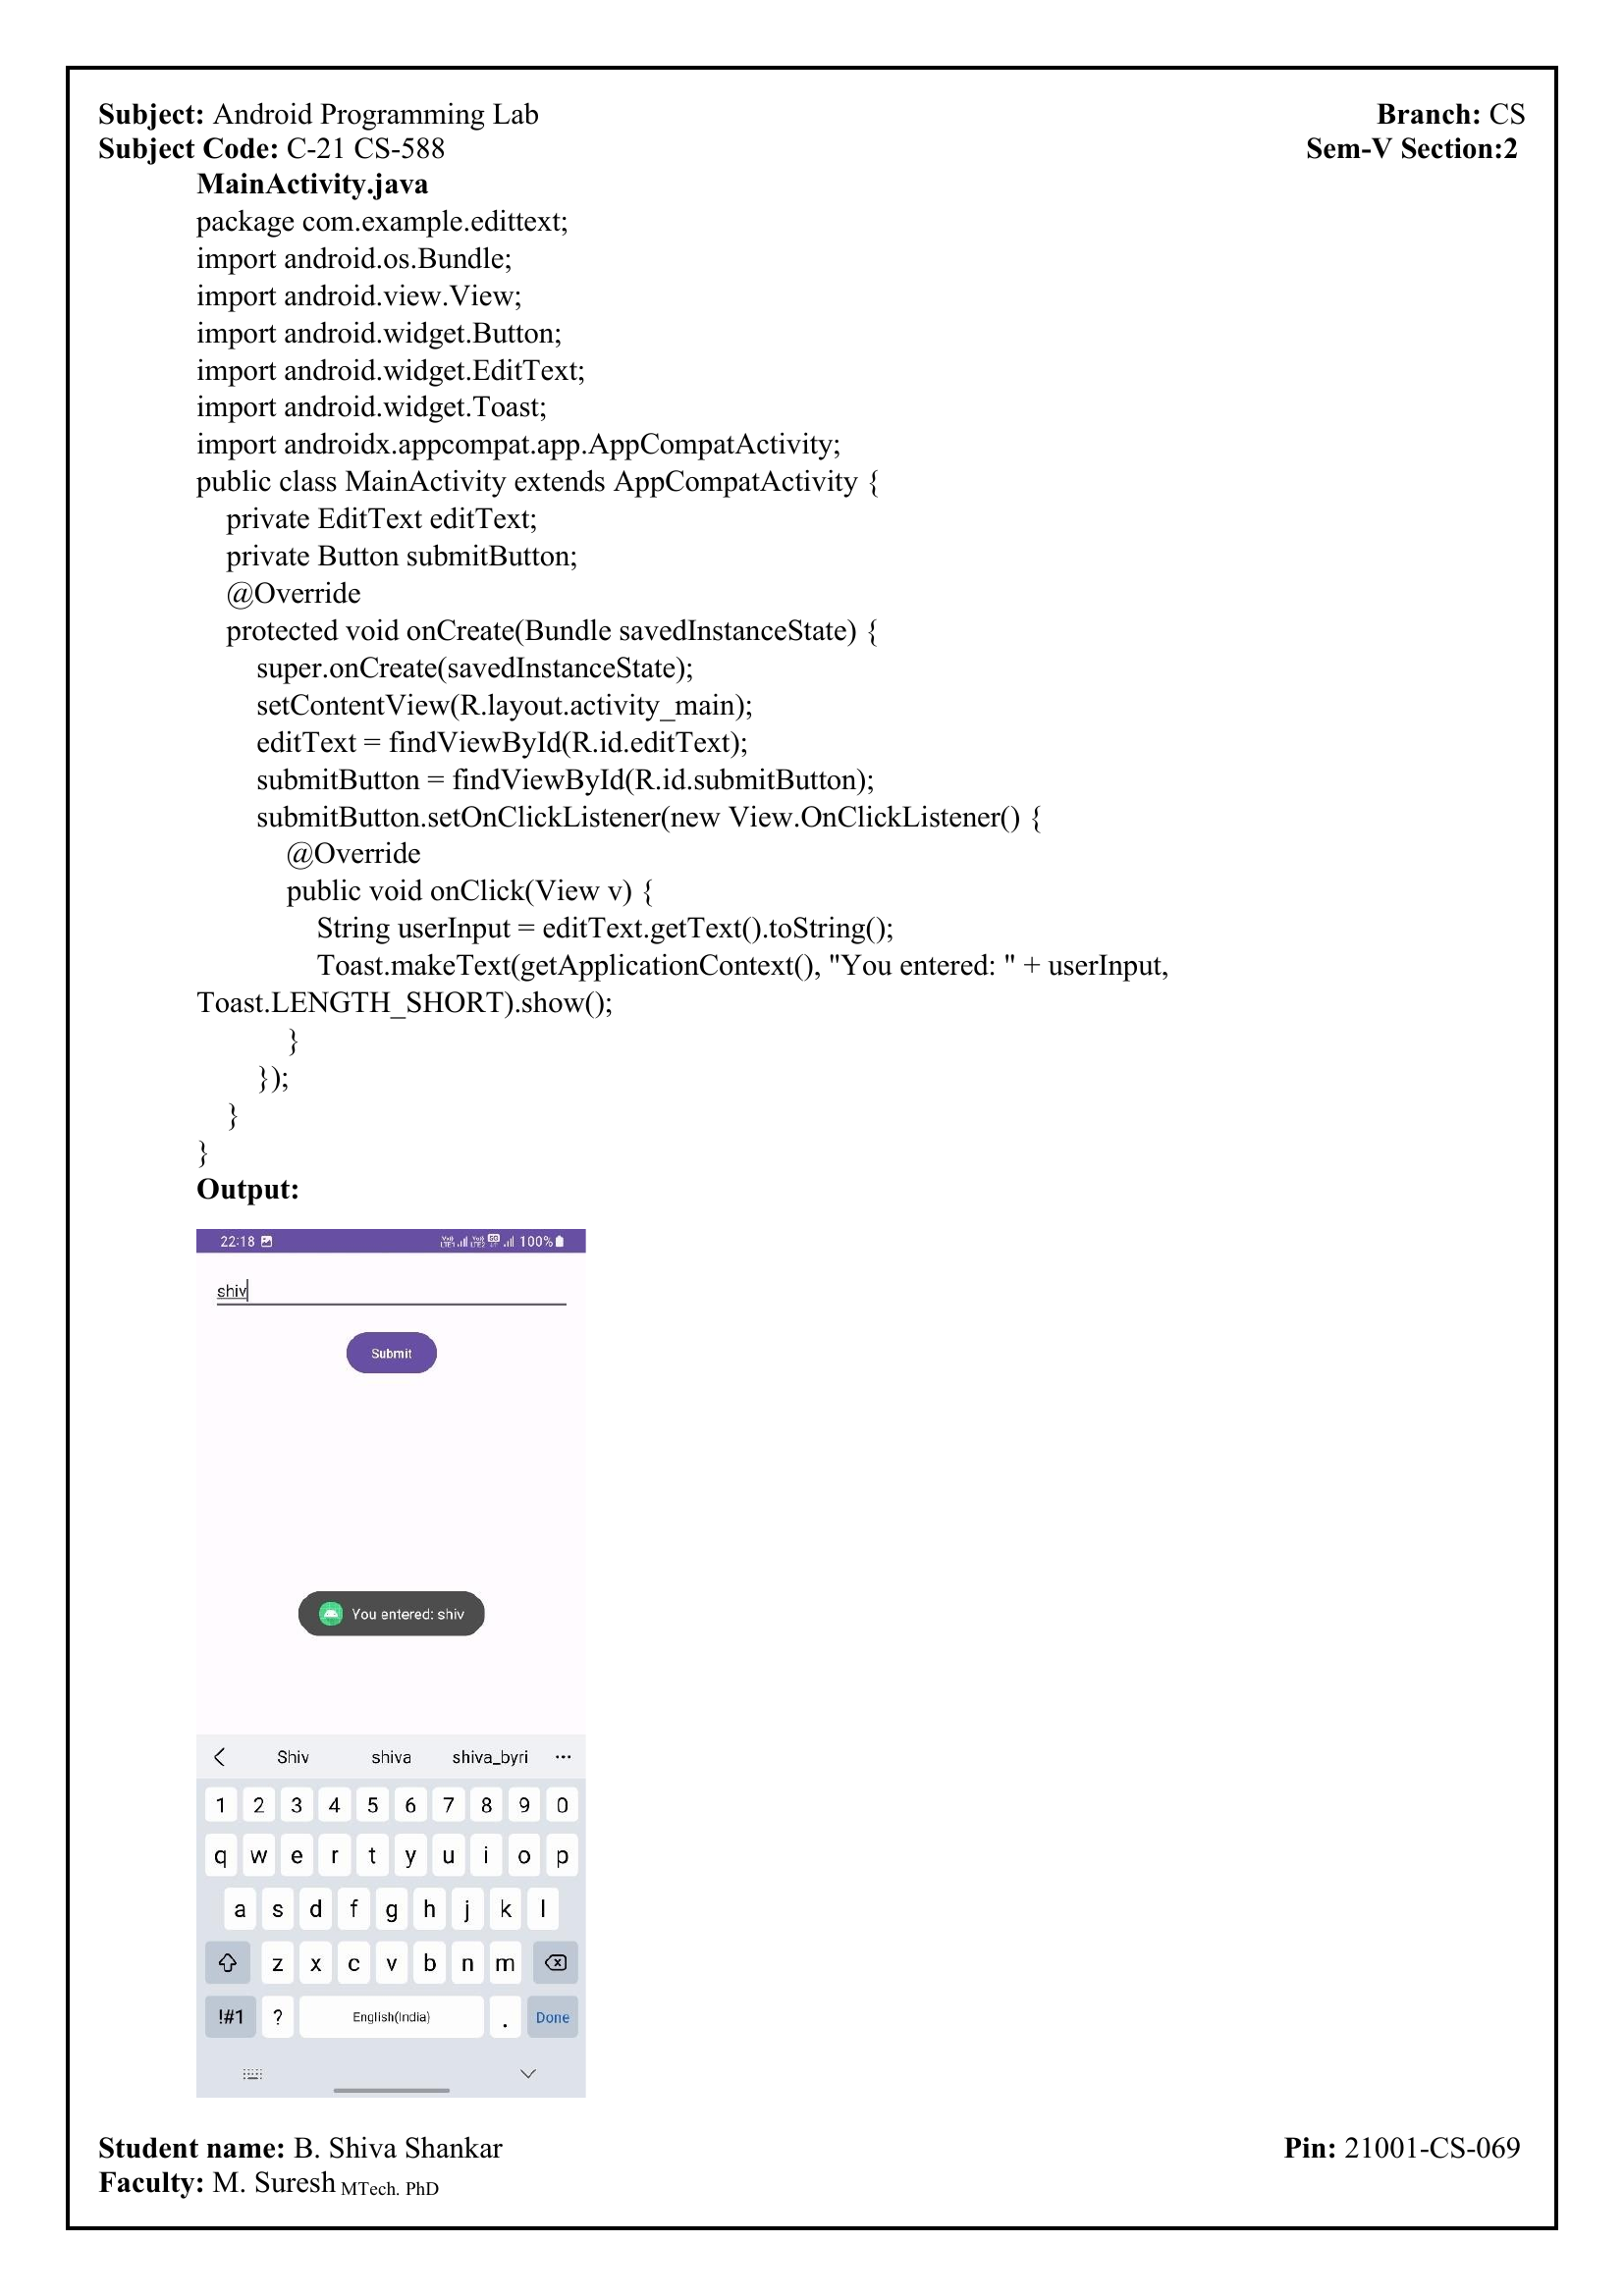 Subject: Android Programming Lab Branch: CS
Subject Code: C-21 CS-588 Sem-V Section:2
MainActivity.java
package com.example.edittext;
import android.os.Bundle;
import android.view.View;
import android.widget.Button;
import android.widget.EditText;
import android.widget.Toast;
import androidx.appcompat.app.AppCompatActivity;
public class MainActivity extends AppCompatActivity {
private EditText editText;
private Button submitButton;
@Override
protected void onCreate(Bundle savedInstanceState) {
super.onCreate(savedInstanceState);
setContentView(R.layout.activity_main);
editText = findViewById(R.id.editText);
submitButton = findViewById(R.id.submitButton);
submitButton.setOnClickListener(new View.OnClickListener() {
@Override
public void onClick(View v) {
String userInput = editText.getText().toString();
Toast.makeText(getApplicationContext(), "You entered: " + userInput,
Toast.LENGTH_SHORT).show();
}
});
}
}
Output:
22:18 100%
shiv
Submit
You entered: shiv
Shiv shiva shiva_byri ...
1 2 3 4 5 6 7 8 9 0
q w e r t y u i o p
a s d f g h j k l
z x c v b n m
!#1 ? English(India) . Done
Student name: B. Shiva Shankar Pin: 21001-CS-069
Faculty: M. Suresh MTech. PhD